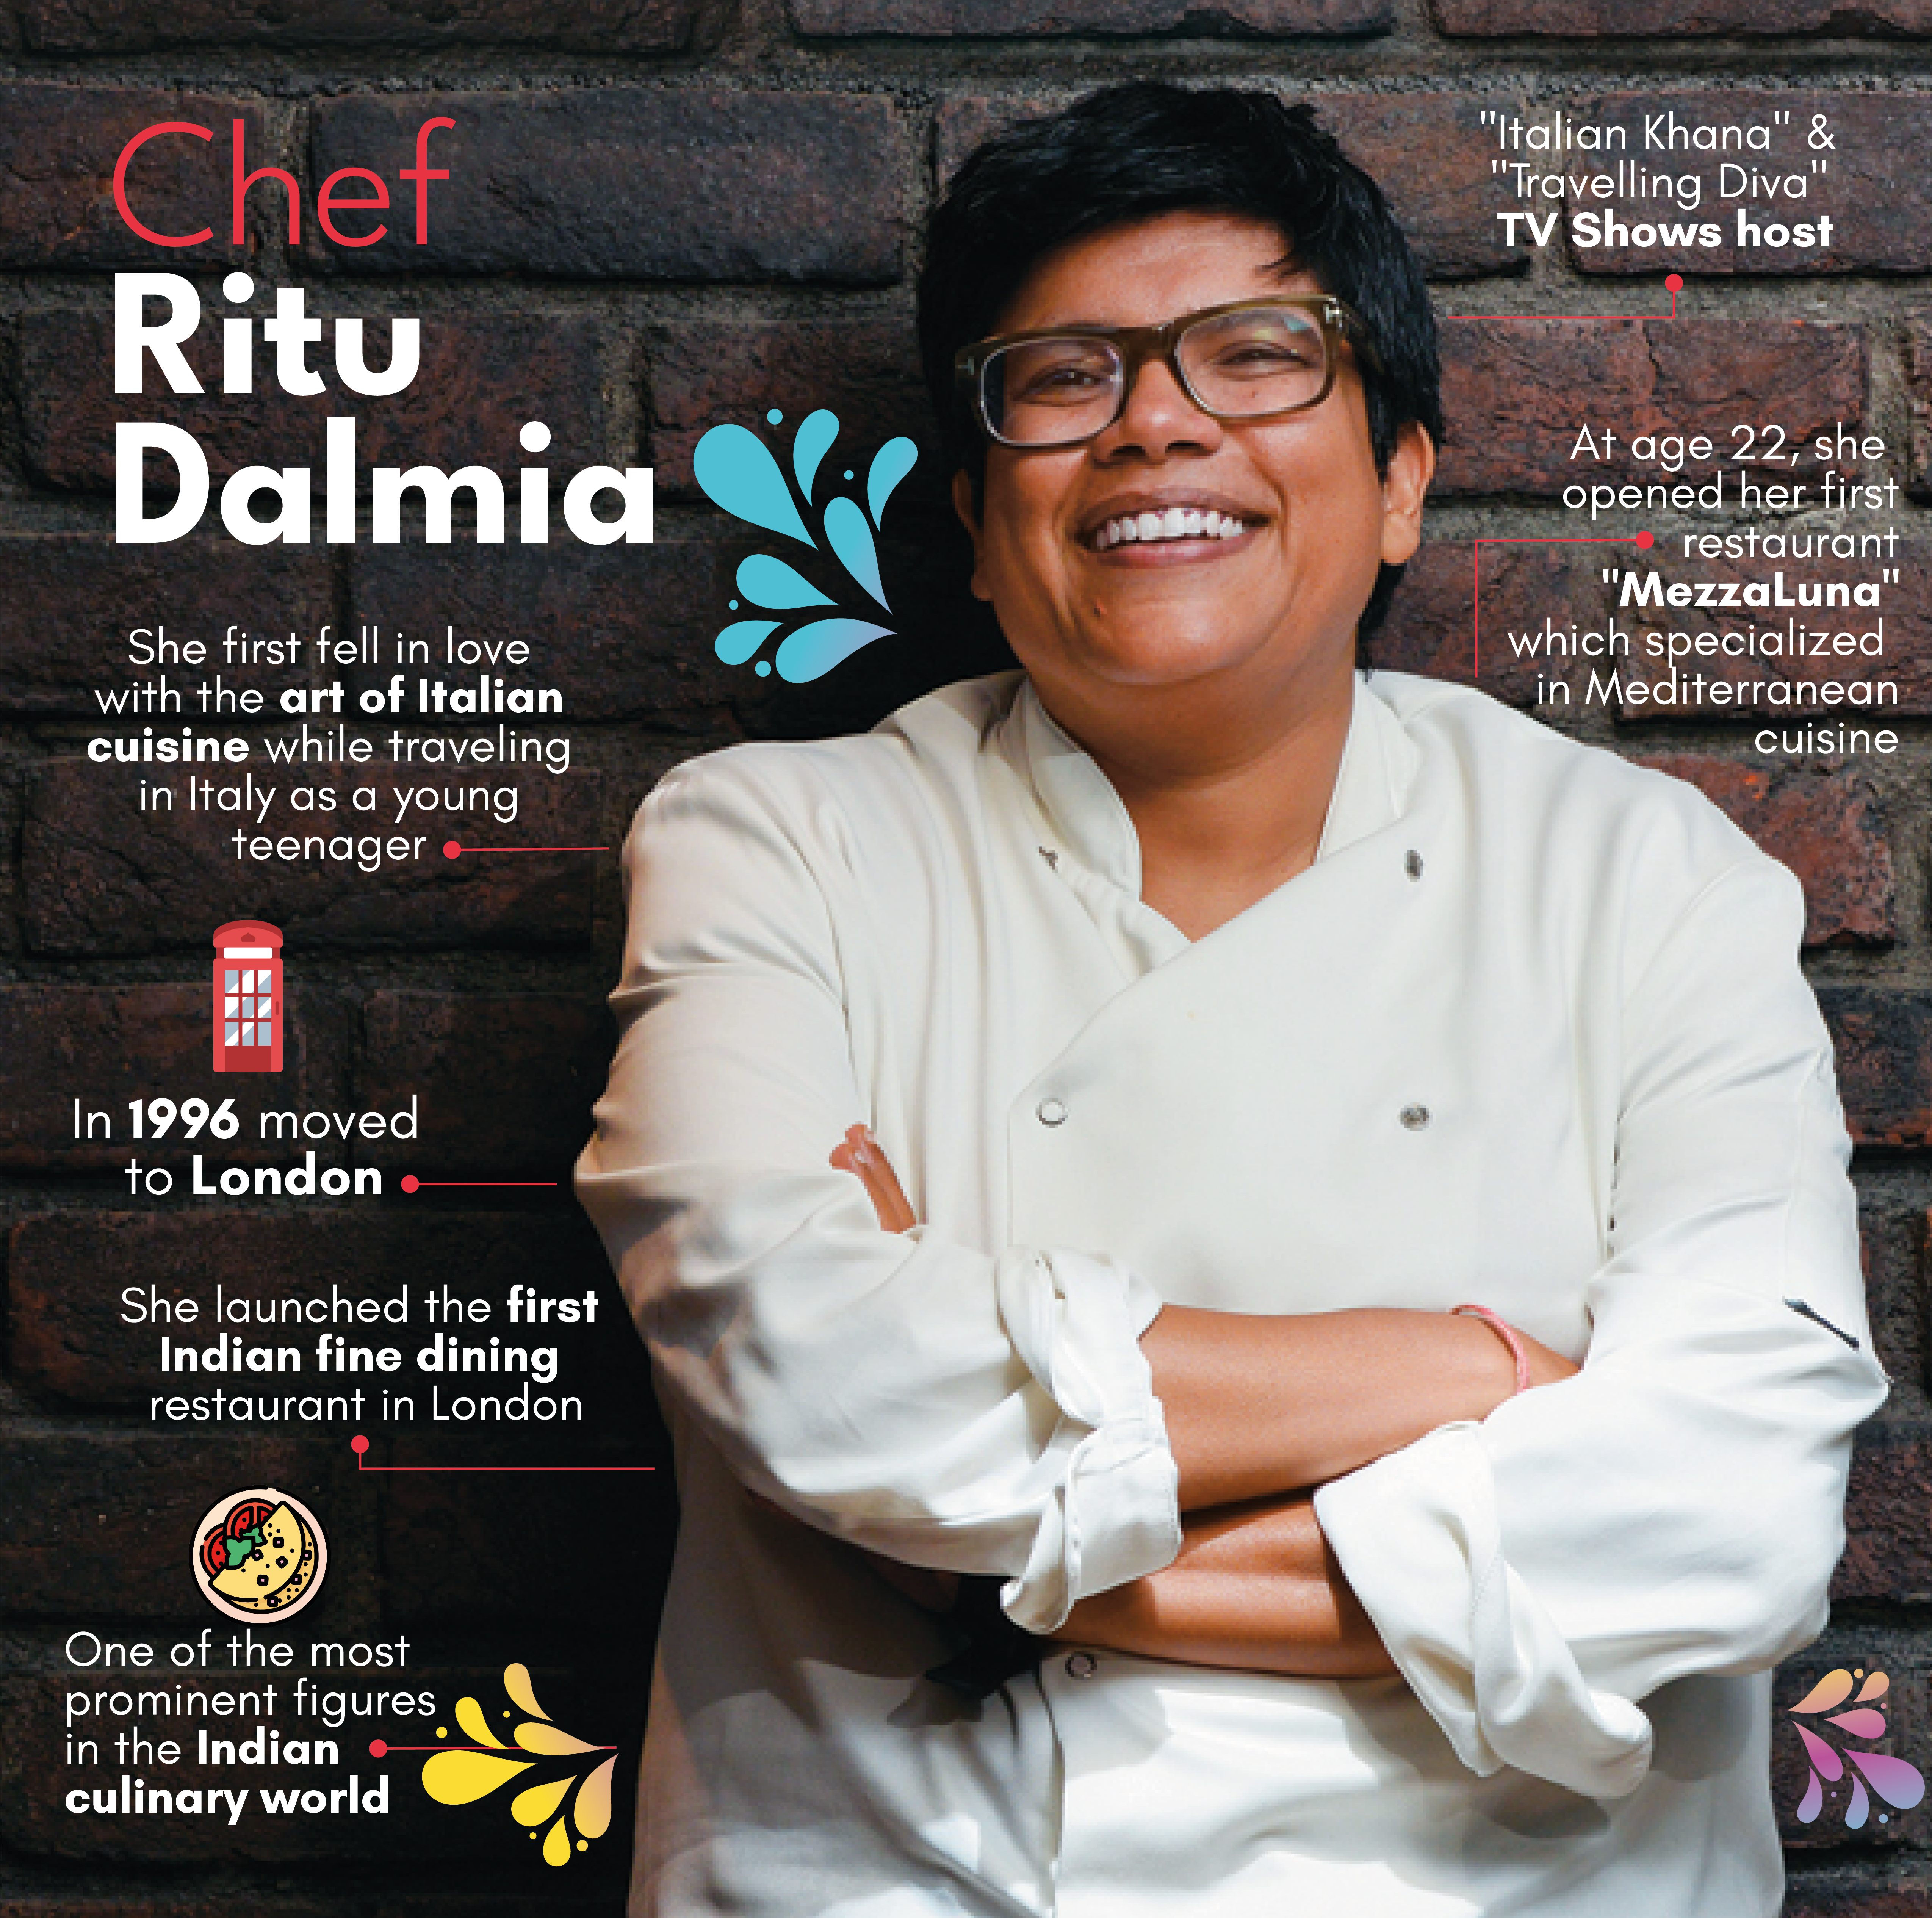 Chef
Ritu
Dalmia
She first fell in love
with the art of Italian
cuisine while traveling
in Italy as a young
teenager
In 1996 moved
to London
She launched the first
Indian fine dining
restaurant in London
One of the most
prominent figures
in the Indian
culinary world
"Italian Khana" &
"Travelling Diva"
TV Shows host
At age 22, she
opened her first
restaurant
"MezzaLuna"
which specialized
in Mediterranean
cuisine